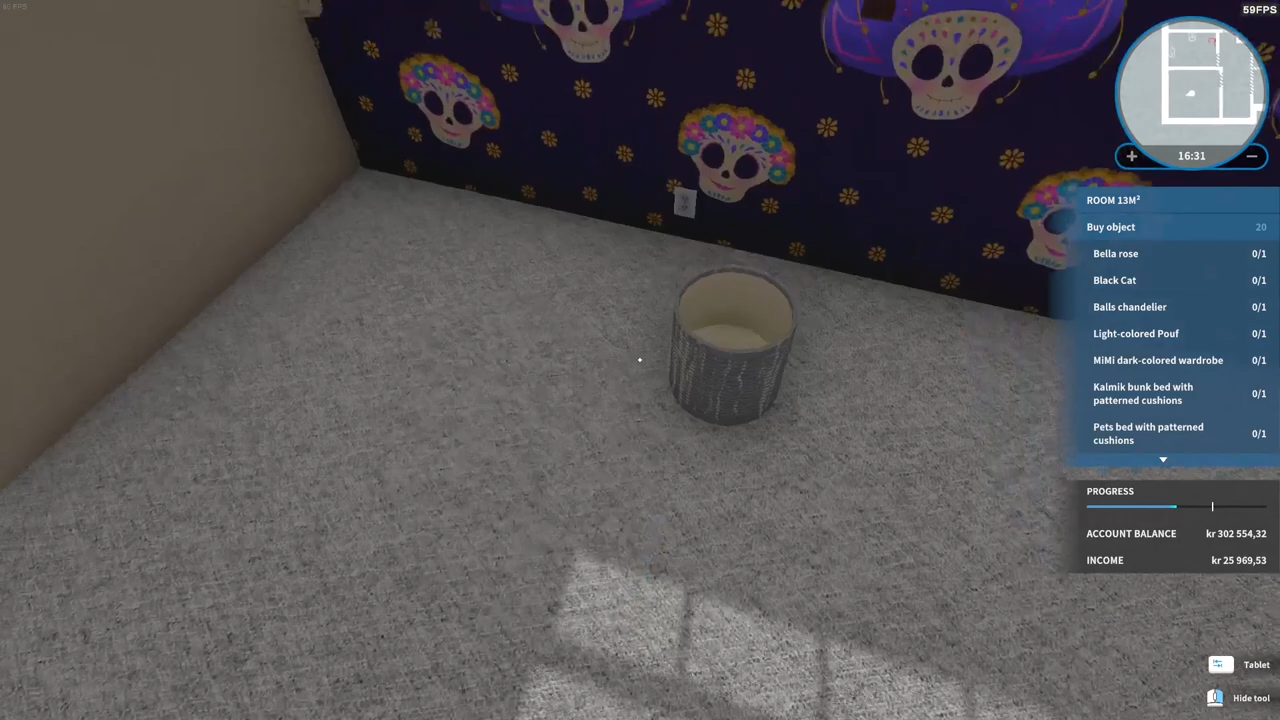 60 FPS
59FPS
16:31
ROOM 13M²
Buy object 20
Bella rose 0/1
Black Cat 0/1
Balls chandelier 0/1
Light-colored Pouf 0/1
MiMi dark-colored wardrobe 0/1
Kalmik bunk bed with
patterned cushions 0/1
Pets bed with patterned
cushions 0/1
PROGRESS
ACCOUNT BALANCE kr 302 554,32
INCOME kr 25 969,53
Tablet
Hide tool